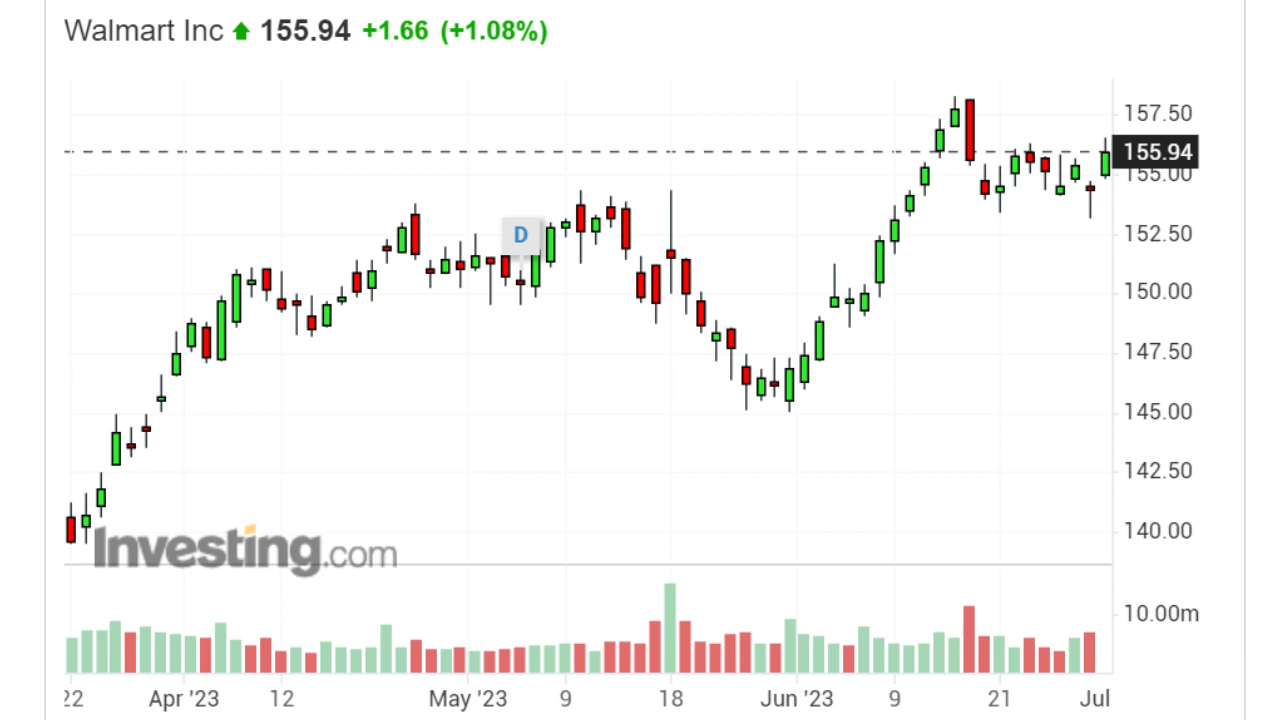 Walmart Inc 155.94 +1.66 (+1.08%)
157.50
155.94
155.00
D
152.50
150.00
147.50
145.00
142.50
140.00
Investing.com
10.00m
22 Apr '23 12 May '23 9 18 Jun '23 9 21 Jul